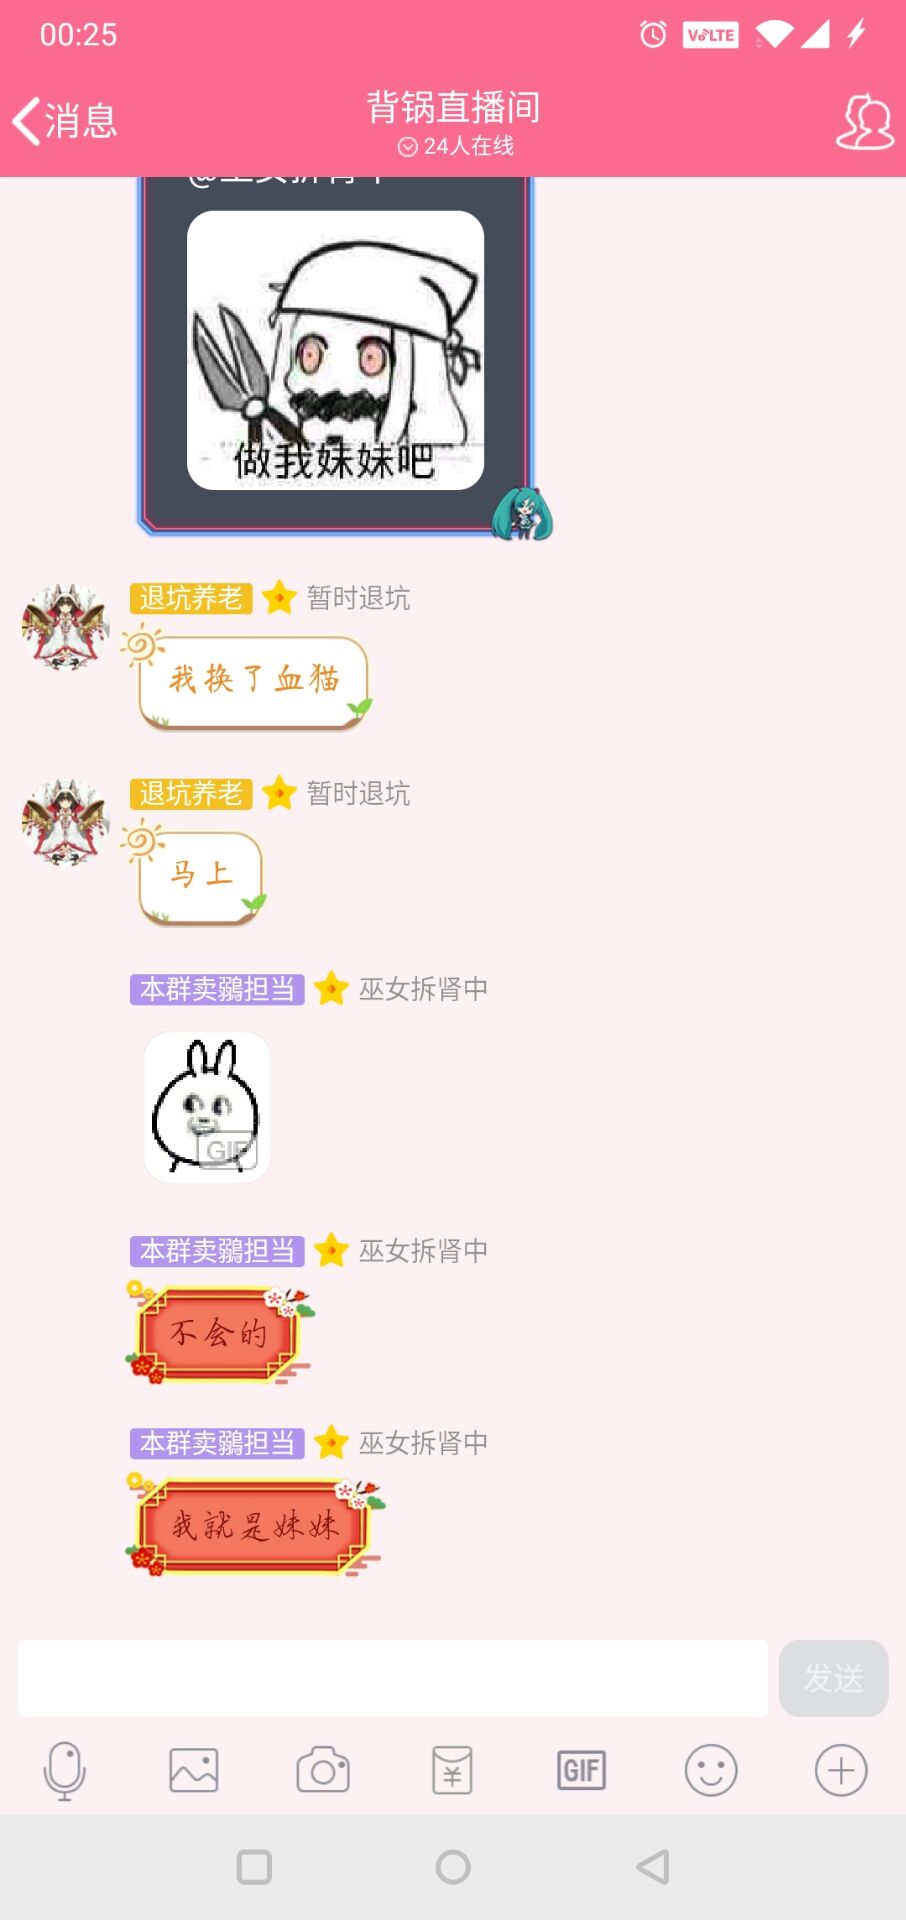 00:25
VoLTE
消息
背锅直播间
24人在线
做我妹妹吧
退坑养老 暂时退坑
我换了血猫
退坑养老 暂时退坑
马上
本群卖鶸担当 巫女拆肾中
GIF
本群卖鶸担当 巫女拆肾中
不会的
本群卖鶸担当 巫女拆肾中
我就是妹妹
发送
GIF